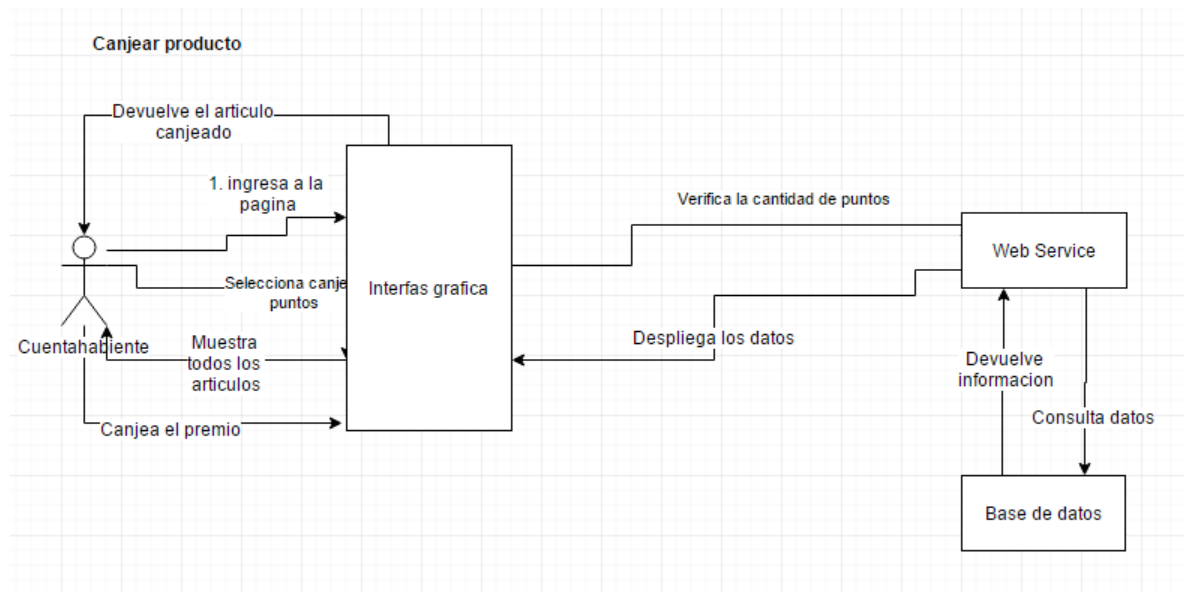 Canjear producto
Devuelve el articulo
canjeado
1. ingresa a la
pagina
Verifica la cantidad de puntos
Web Service
Selecciona canje
puntos
Interfas grafica
Cuentahabiente
Muestra
todos los
articulos
Despliega los datos
Devuelve
informacion
Canjea el premio
Consulta datos
Base de datos